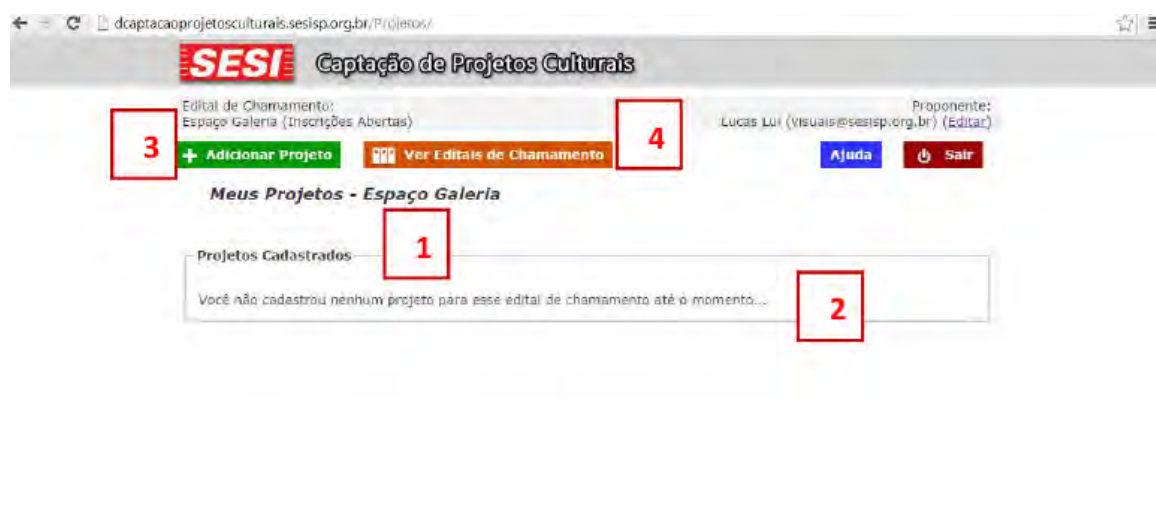 dcaptacaoprojetosculturais.sesisp.org.br/Projetos/
SESI Captação de Projetos Culturais
Edital de Chamamento:
Espaço Galeria (Inscrições Abertas)
Proponente:
Lucas Lui (visuais@sesisp.org.br) (Editar)
3
4
+ Adicionar Projeto
Ver Editais de Chamamento
Ajuda
Sair
Meus Projetos - Espaço Galeria
1
Projetos Cadastrados
Você não cadastrou nenhum projeto para esse edital de chamamento até o momento...
2